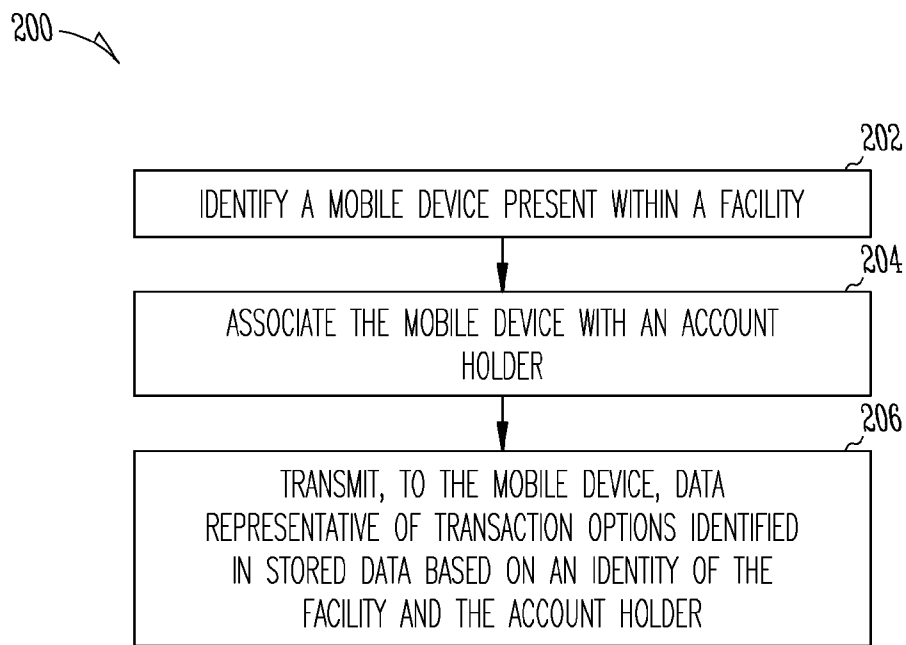 200
202
IDENTIFY A MOBILE DEVICE PRESENT WITHIN A FACILITY
204
ASSOCIATE THE MOBILE DEVICE WITH AN ACCOUNT
HOLDER
206
TRANSMIT, TO THE MOBILE DEVICE, DATA
REPRESENTATIVE OF TRANSACTION OPTIONS IDENTIFIED
IN STORED DATA BASED ON AN IDENTITY OF THE
FACILITY AND THE ACCOUNT HOLDER